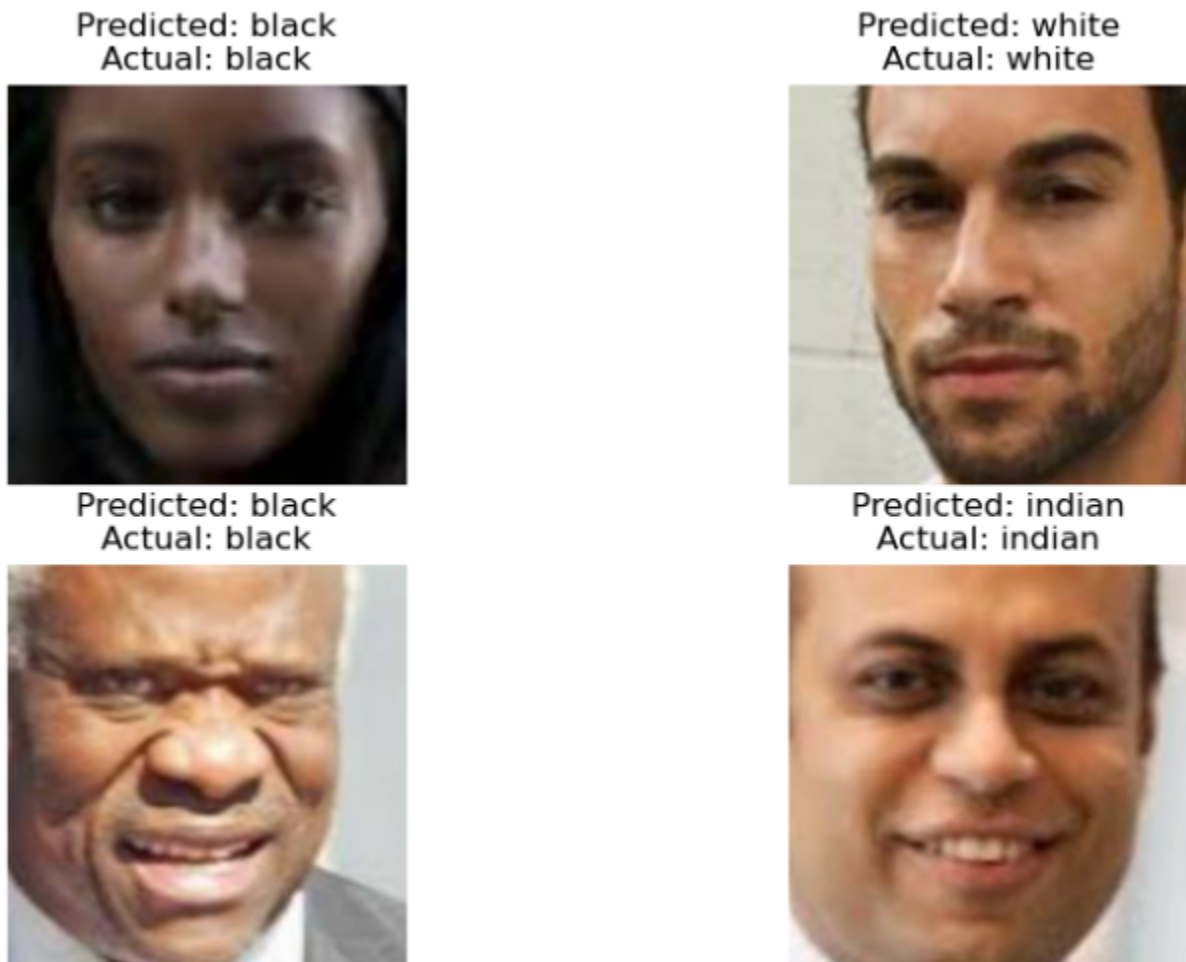 Predicted: black
Actual: black
Predicted: white
Actual: white
Predicted: black
Actual: black
Predicted: indian
Actual: indian